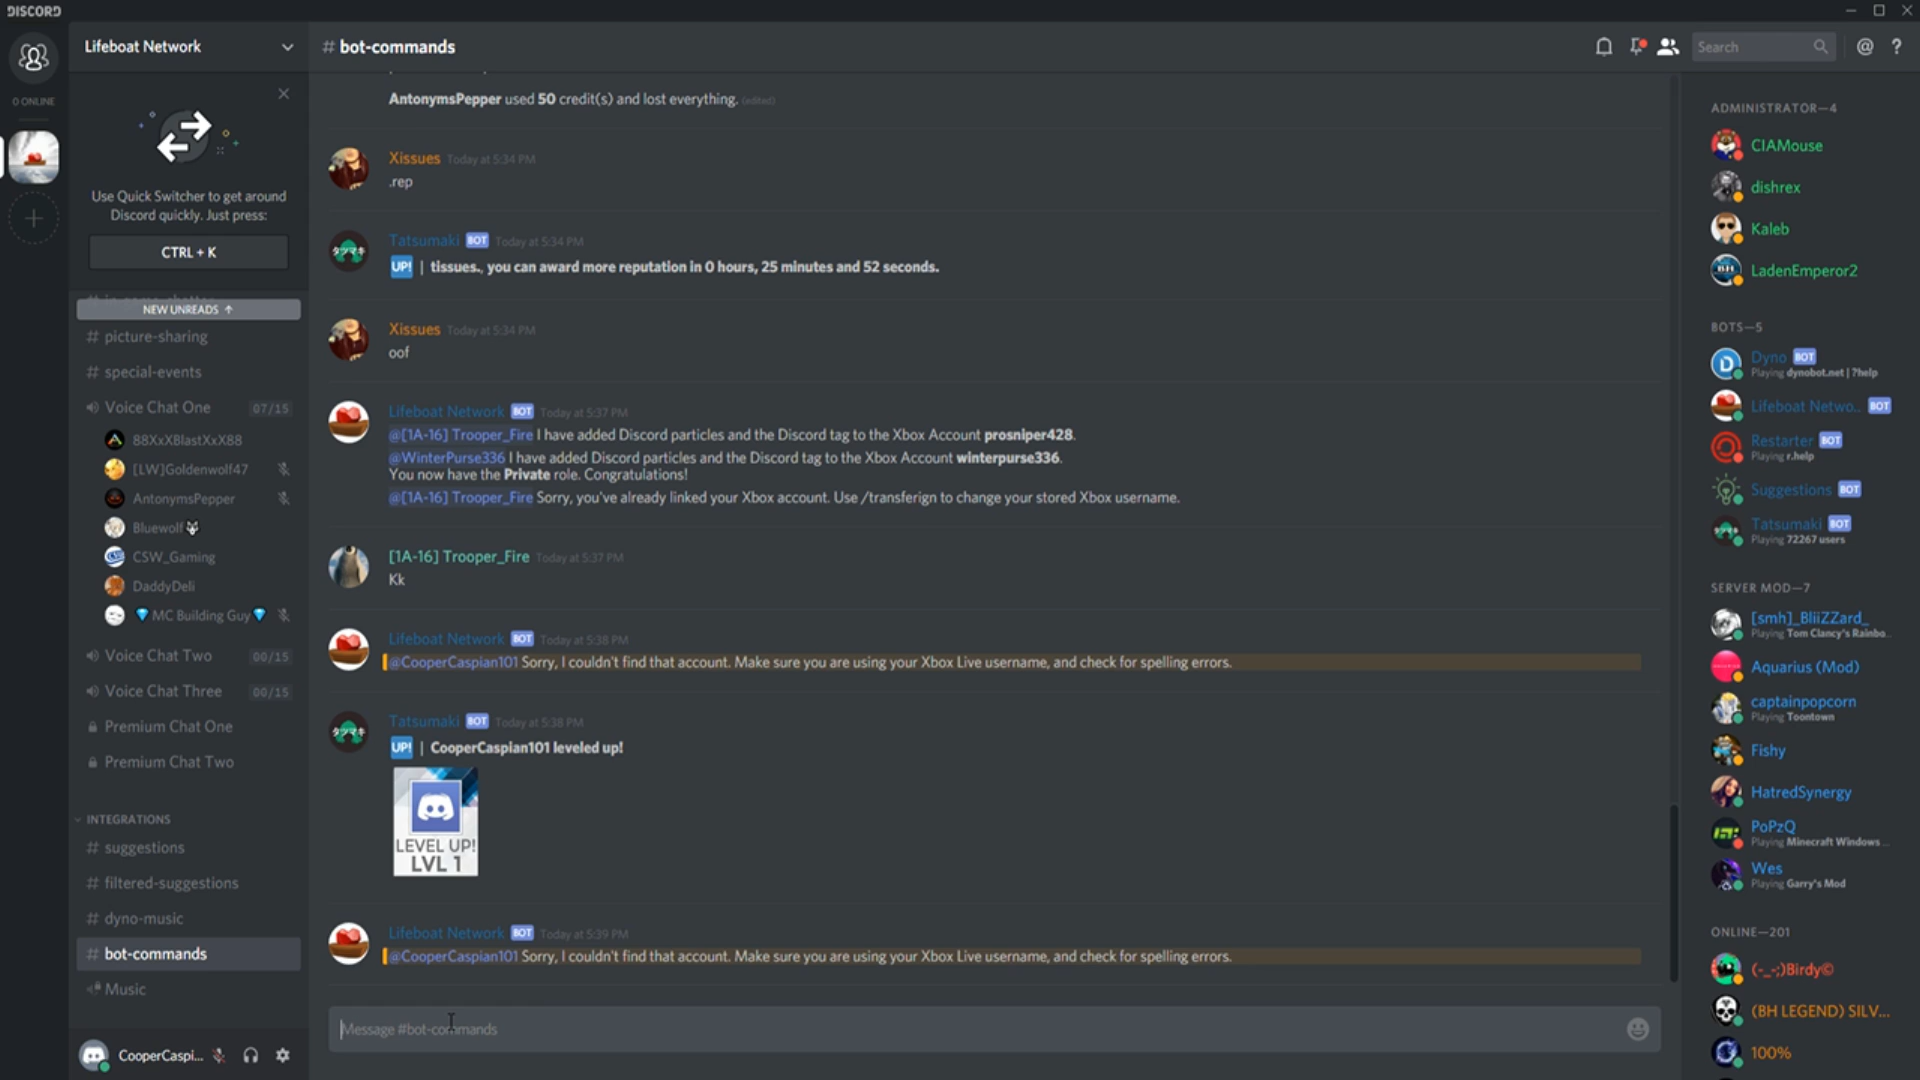 DISCORD
Lifeboat Network
# bot-commands
Search
0 ONLINE
Use Quick Switcher to get around
Discord quickly. Just press:
CTRL + K
NEW UNREADS ↑
# picture-sharing
# special-events
Voice Chat One 07/15
88XxXBlastXxX88
[LW]Goldenwolf47
AntonymsPepper
Bluewolf
CSW_Gaming
DaddyDeli
MC Building Guy
Voice Chat Two 00/15
Voice Chat Three 00/15
Premium Chat One
Premium Chat Two
INTEGRATIONS
# suggestions
# filtered-suggestions
# dyno-music
# bot-commands
Music
CooperCaspi...
AntonymsPepper used 50 credit(s) and lost everything. (edited)
Xissues Today at 5:34 PM
.rep
タツマキ
Tatsumaki BOT Today at 5:34 PM
UP! | tissues., you can award more reputation in 0 hours, 25 minutes and 52 seconds.
Xissues Today at 5:34 PM
oof
Lifeboat Network BOT Today at 5:37 PM
@[1A-16] Trooper_Fire I have added Discord particles and the Discord tag to the Xbox Account prosniper428.
@WinterPurse336 I have added Discord particles and the Discord tag to the Xbox Account winterpurse336.
You now have the Private role. Congratulations!
@[1A-16] Trooper_Fire Sorry, you've already linked your Xbox account. Use /transferign to change your stored Xbox username.
[1A-16] Trooper_Fire Today at 5:37 PM
Kk
Lifeboat Network BOT Today at 5:38 PM
@CooperCaspian101 Sorry, I couldn't find that account. Make sure you are using your Xbox Live username, and check for spelling errors.
タツマキ
Tatsumaki BOT Today at 5:38 PM
UP! | CooperCaspian101 leveled up!
LEVEL UP!
LVL 1
Lifeboat Network BOT Today at 5:39 PM
@CooperCaspian101 Sorry, I couldn't find that account. Make sure you are using your Xbox Live username, and check for spelling errors.
Message #bot-commands
ADMINISTRATOR—4
CIAMouse
dishrex
Kaleb
LadenEmperor2
BOTS—5
Dyno BOT
Playing dynobot.net | ?help
Lifeboat Netwo.. BOT
Restarter BOT
Playing r.help
Suggestions BOT
Tatsumaki BOT
Playing 72267 users
SERVER MOD—7
[smh]_BliiZZard_
Playing Tom Clancy's Rainbo...
Aquarius (Mod)
captainpopcorn
Playing Toontown
Fishy
HatredSynergy
PoPzQ
Playing Minecraft Windows ...
Wes
Playing Garry's Mod
ONLINE—201
(-_-;)Birdy©
(BH LEGEND) SILV...
100%